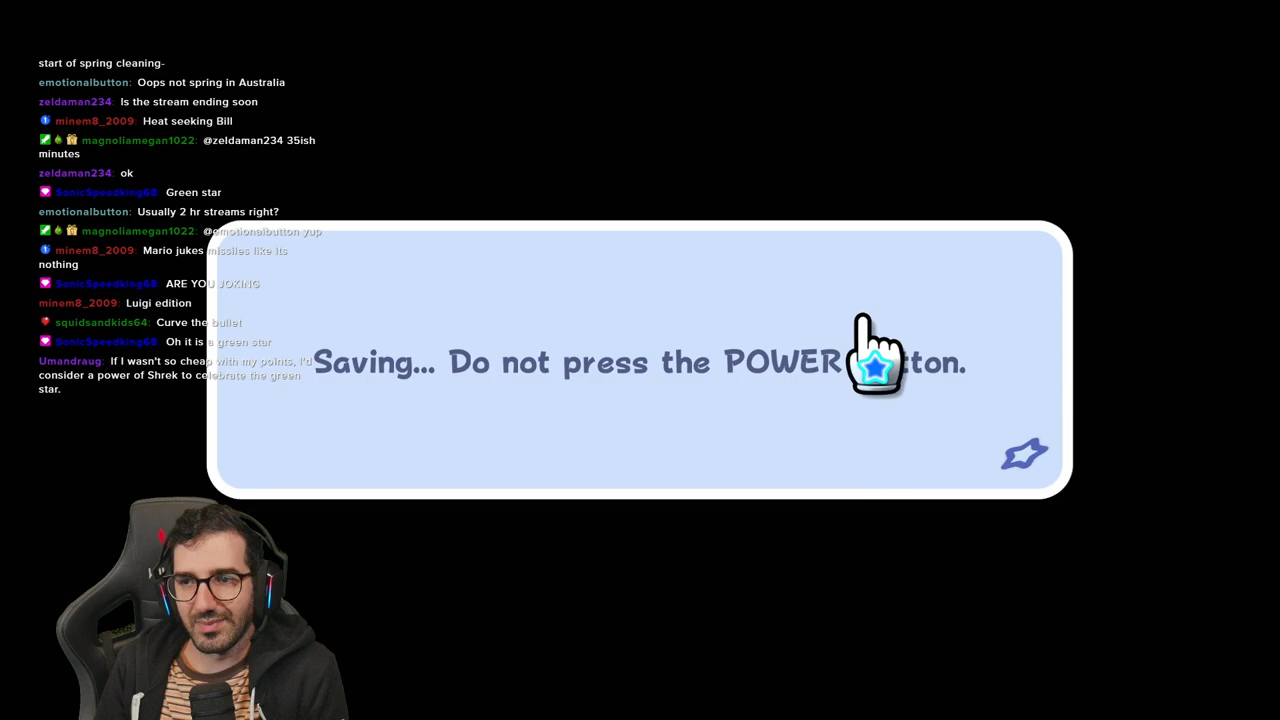 start of spring cleaning-
emotionalbutton: Oops not spring in Australia
zeldaman234: Is the stream ending soon
minem8_2009: Heat seeking Bill
magnoliamegan1022: @zeldaman234 35ish
minutes
zeldaman234: ok
SonicSpeedking68: Green star
emotionalbutton: Usually 2 hr streams right?
magnoliamegan1022: @emotionalbutton yup
minem8_2009: Mario jukes missiles like its
nothing
SonicSpeedking68: ARE YOU JOKING
minem8_2009: Luigi edition
squidsandkids64: Curve the bullet
SonicSpeedking68: Oh it is a green star
Umandraug: If I wasn't so cheap with my points, I'd
consider a power of Shrek to celebrate the green
star.
Saving... Do not press the POWER tton.